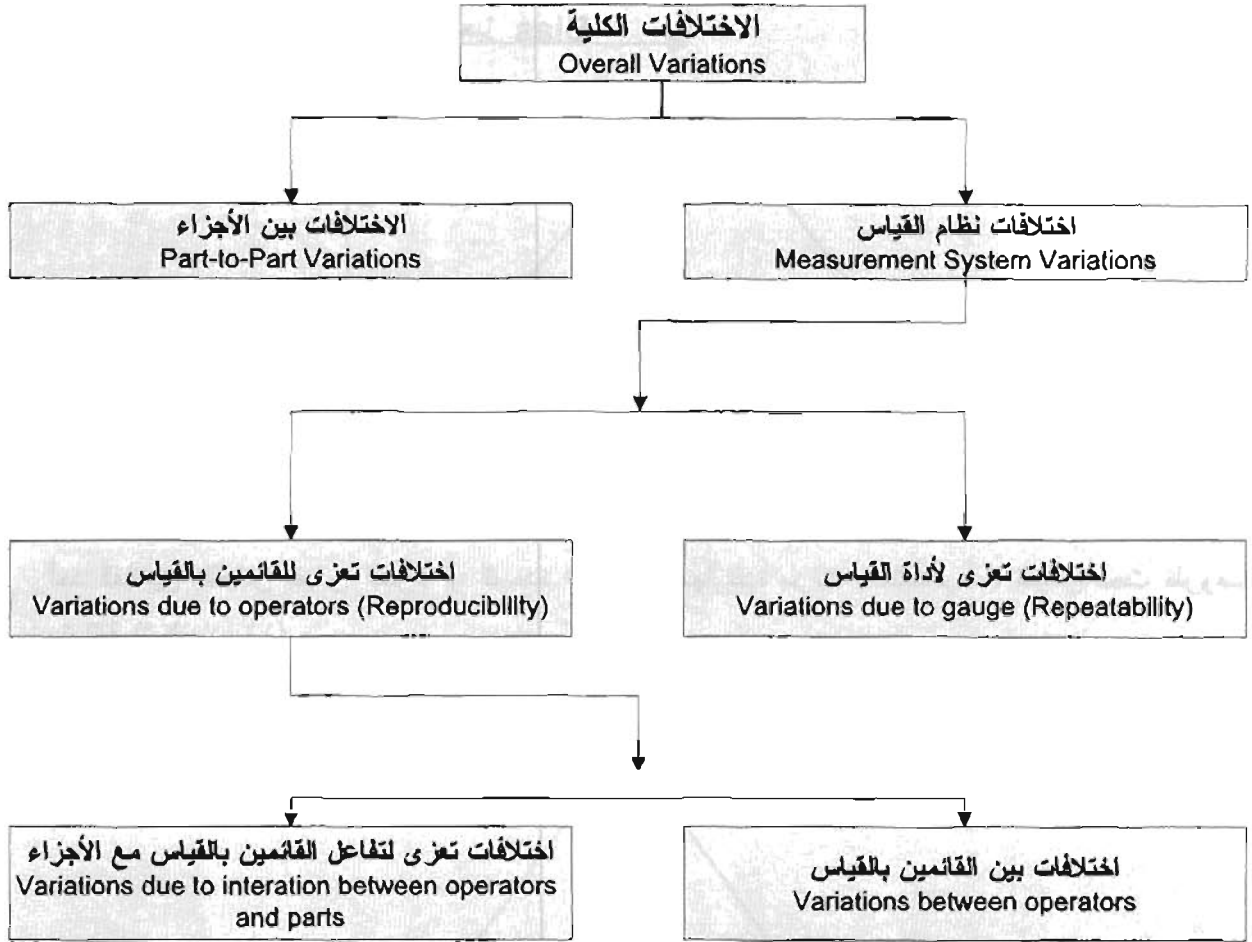 الاختلافات الكلية
Overall Variations
الاختلافات بين الأجزاء
Part-to-Part Variations
اختلافات نظام القياس
Measurement System Variations
اختلافات تعزى للقائمين بالقياس
Variations due to operators (Reproducibility)
اختلافات تعزى لأداة القياس
Variations due to gauge (Repeatability)
اختلافات تعزى لتفاعل القائمين بالقياس مع الأجزاء
Variations due to interation between operators
and parts
اختلافات بين القائمين بالقياس
Variations between operators